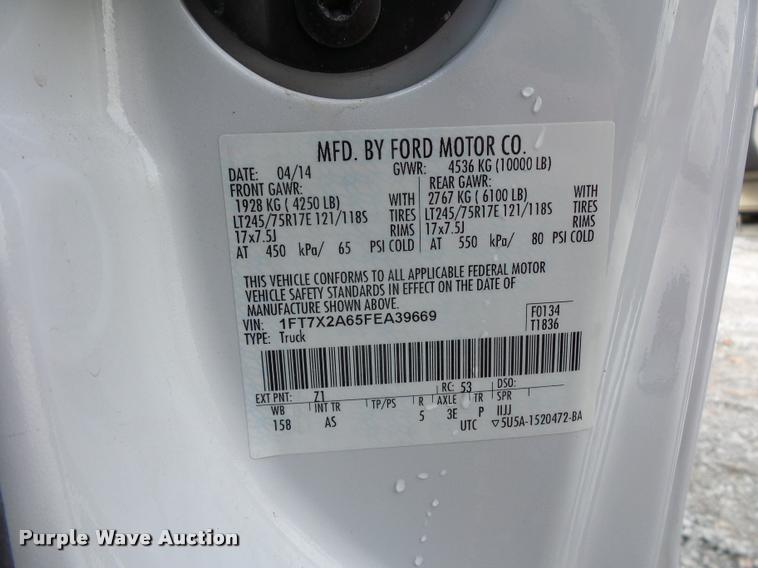 MFD. BY FORD MOTOR CO.
DATE: 04/14 GVWR: 4536 KG (10000 LB)
FRONT GAWR: REAR GAWR:
1928 KG ( 4250 LB) WITH 2767 KG ( 6100 LB) WITH
LT245/75R17E 121/118S TIRES LT245/75R17E 121/118S TIRES
17x7.5J RIMS 17x7.5J RIMS
AT 450 kPa/ 65 PSI COLD AT 550 kPa/ 80 PSI COLD
THIS VEHICLE CONFORMS TO ALL APPLICABLE FEDERAL MOTOR
VEHICLE SAFETY STANDARDS IN EFFECT ON THE DATE OF
MANUFACTURE SHOWN ABOVE.
VIN: 1FT7X2A65FEA39669 F0134
TYPE: Truck T1836
EXT PNT: Z1 RC: 53 DSO:
WB INT TR TP/PS R AXLE TR SPR
158 AS 5 3E P IIJJ
UTC ▽5U5A-1520472-BA
Purple Wave Auction